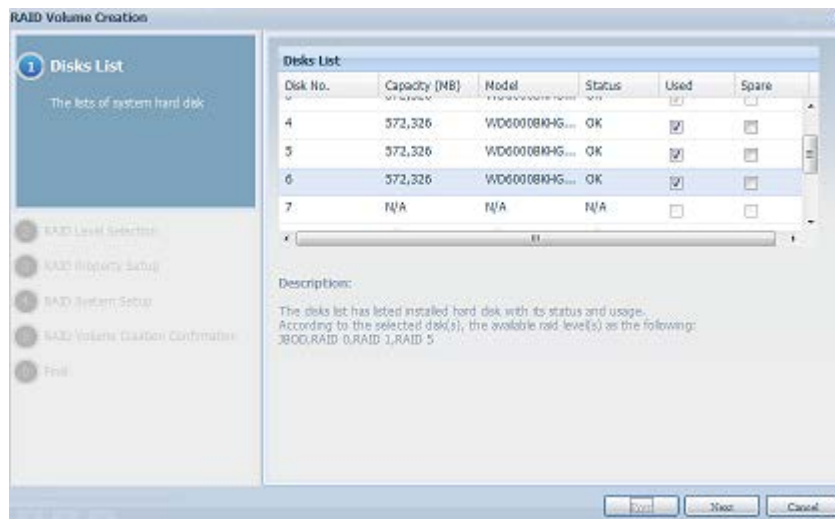 RAID Volume Creation
1 Disks List
The lists of system hard disk
RAID Level Selection
RAID Property Setup
RAID System Setup
RAID Volume Creation Confirmation
Disks List
Disk No. Capacity (MB) Model Status Used Spare
4 572,326 WD6000BKHG... OK
5 572,326 WD6000BKHG... OK
6 572,326 WD6000BKHG... OK
7 N/A N/A N/A
Description:
The disks list has listed installed hard disk with its status and usage.
According to the selected disk(s), the available raid level(s) as the following:
JBOD,RAID 0,RAID 1,RAID 5
Next Cancel